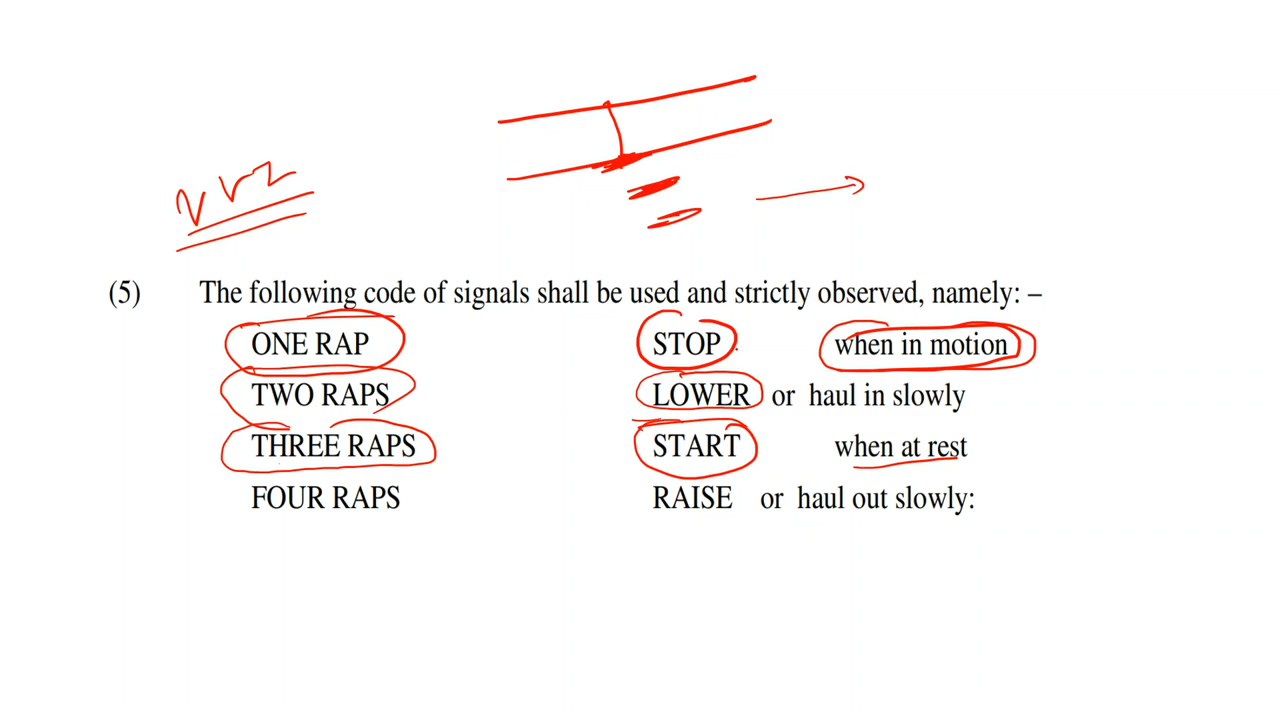 V V Z
(5) The following code of signals shall be used and strictly observed, namely: –
ONE RAP STOP when in motion
TWO RAPS LOWER or haul in slowly
THREE RAPS START when at rest
FOUR RAPS RAISE or haul out slowly: